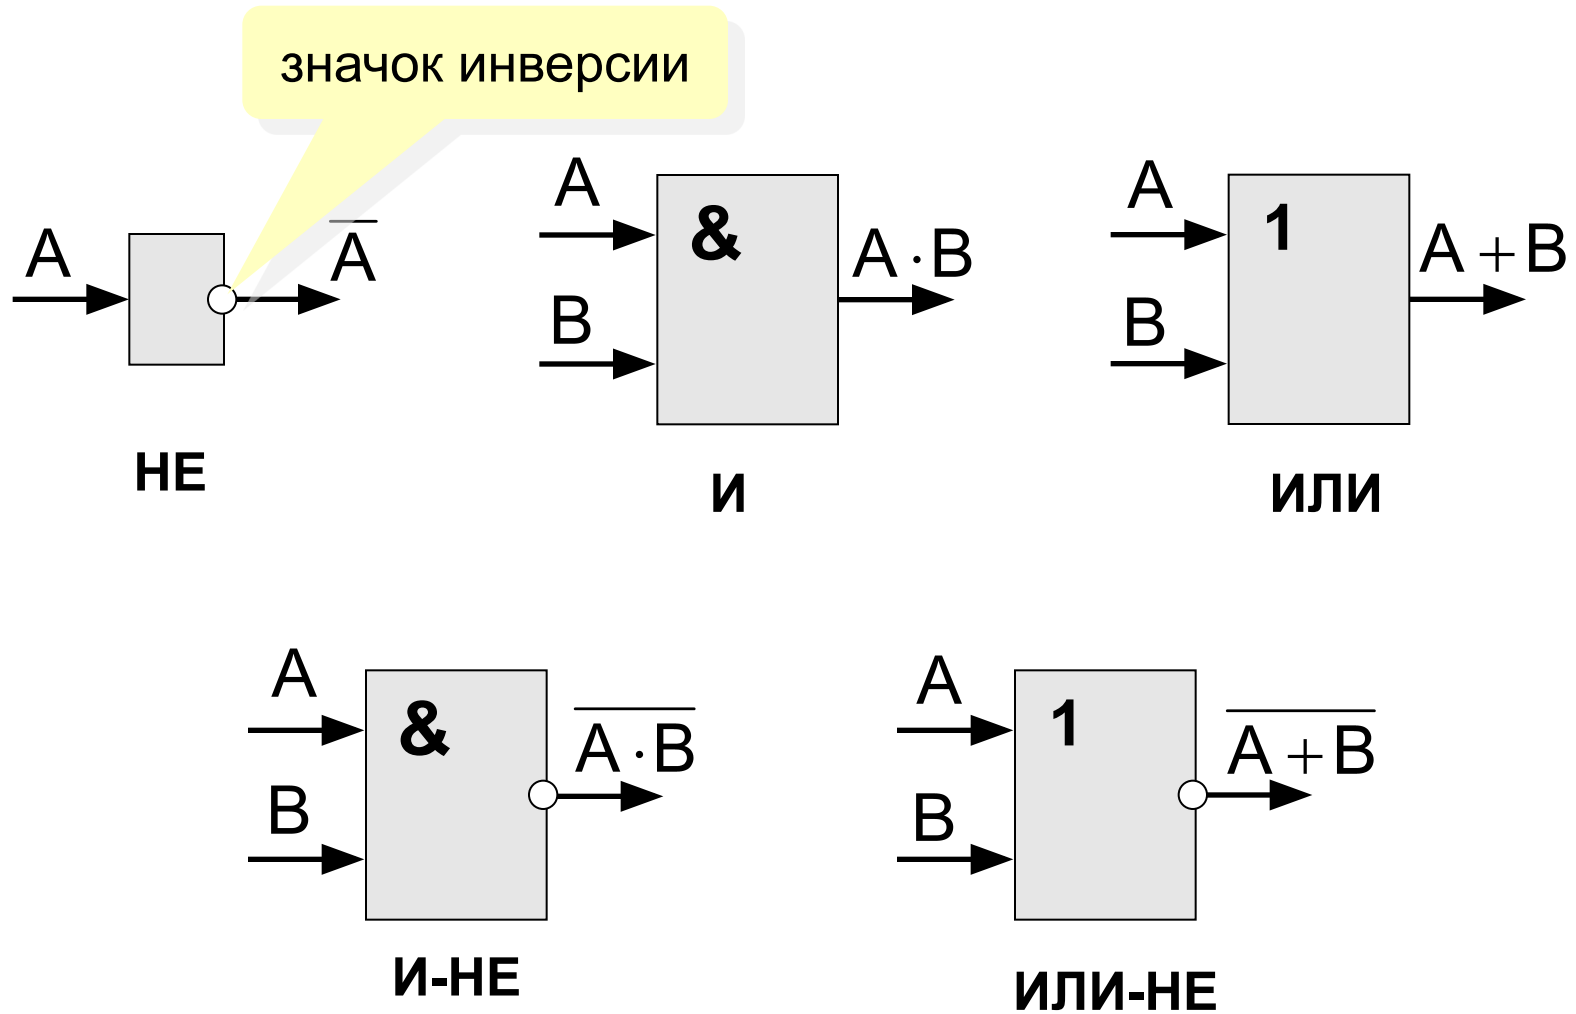 значок инверсии
A
A̅
НЕ
A
B
&
A · B
И
A
B
1
A + B
ИЛИ
A
B
&
A̅ ·̅ B̅
И-НЕ
A
B
1
A̅ +̅ B̅
ИЛИ-НЕ